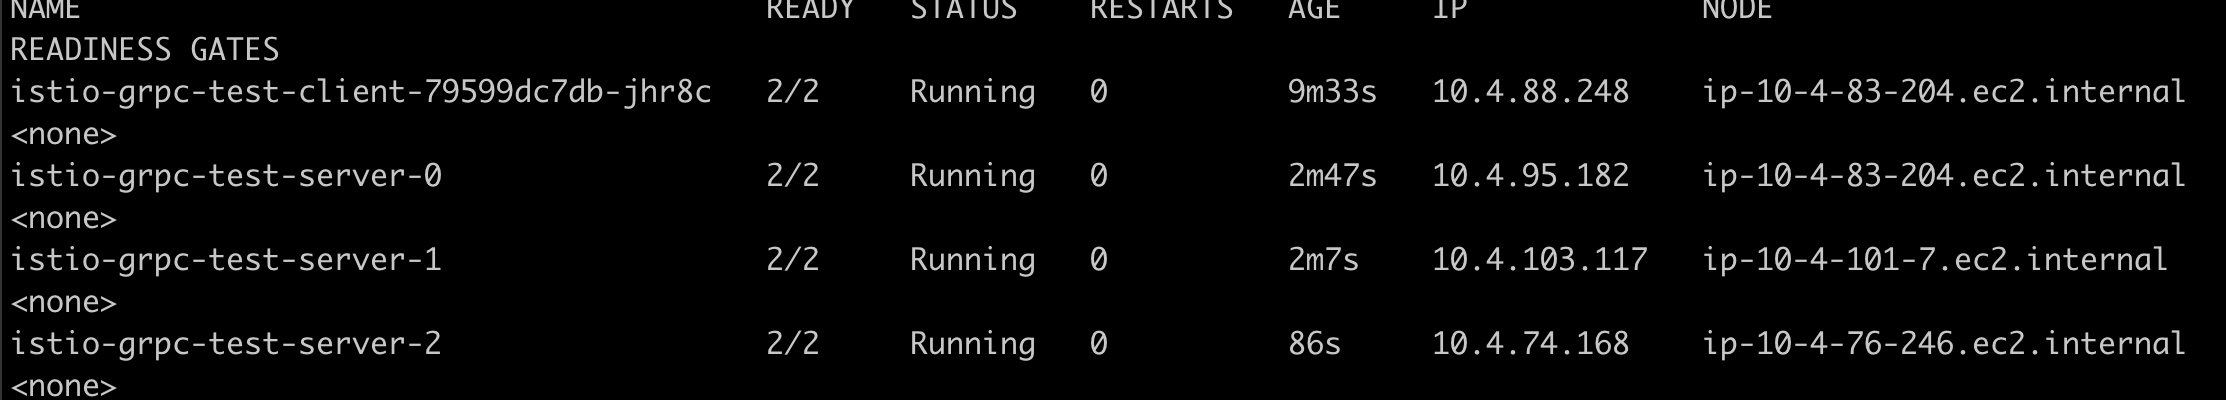 NAME READY STATUS RESTARTS AGE IP NODE
READINESS GATES
istio-grpc-test-client-79599dc7db-jhr8c 2/2 Running 0 9m33s 10.4.88.248 ip-10-4-83-204.ec2.internal
<none>
istio-grpc-test-server-0 2/2 Running 0 2m47s 10.4.95.182 ip-10-4-83-204.ec2.internal
<none>
istio-grpc-test-server-1 2/2 Running 0 2m7s 10.4.103.117 ip-10-4-101-7.ec2.internal
<none>
istio-grpc-test-server-2 2/2 Running 0 86s 10.4.74.168 ip-10-4-76-246.ec2.internal
<none>